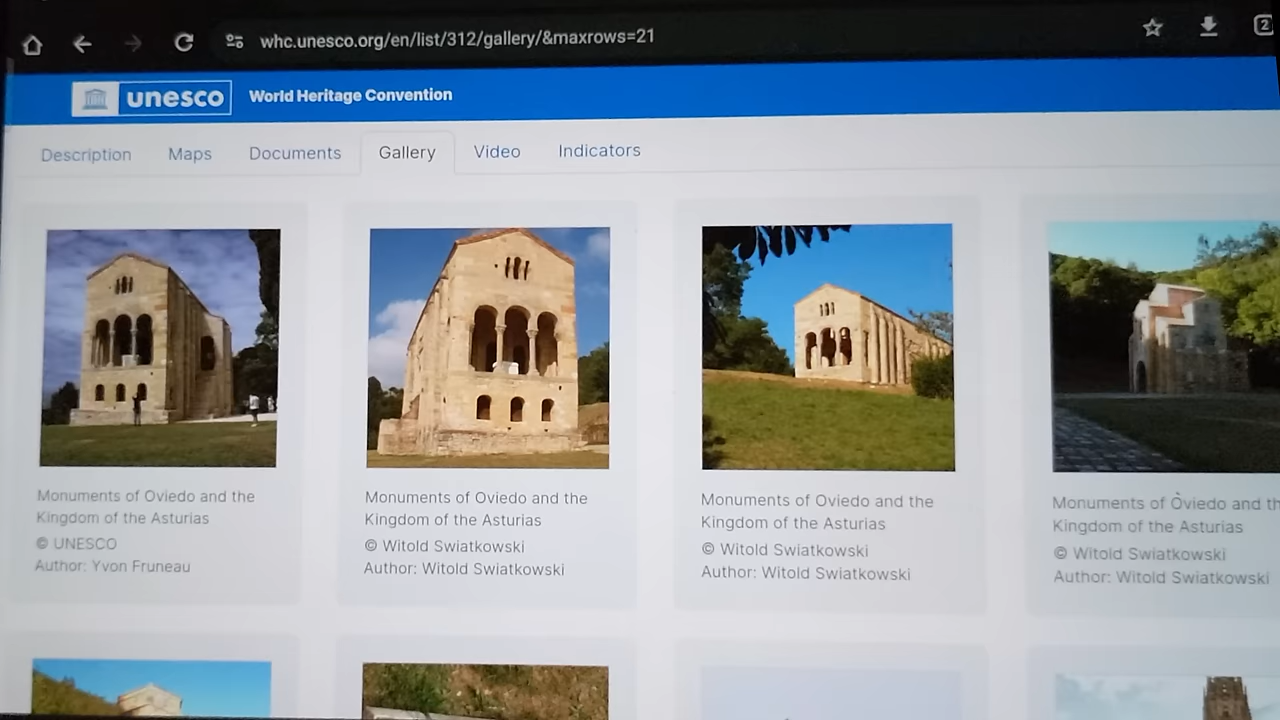 whc.unesco.org/en/list/312/gallery/&maxrows=21
2
unesco World Heritage Convention
Description Maps Documents Gallery Video Indicators
Monuments of Oviedo and the
Kingdom of the Asturias
© UNESCO
Author: Yvon Fruneau
Monuments of Oviedo and the
Kingdom of the Asturias
© Witold Swiatkowski
Author: Witold Swiatkowski
Monuments of Oviedo and the
Kingdom of the Asturias
© Witold Swiatkowski
Author: Witold Swiatkowski
Monuments of Oviedo and th
Kingdom of the Asturias
© Witold Swiatkowski
Author: Witold Swiatkowski